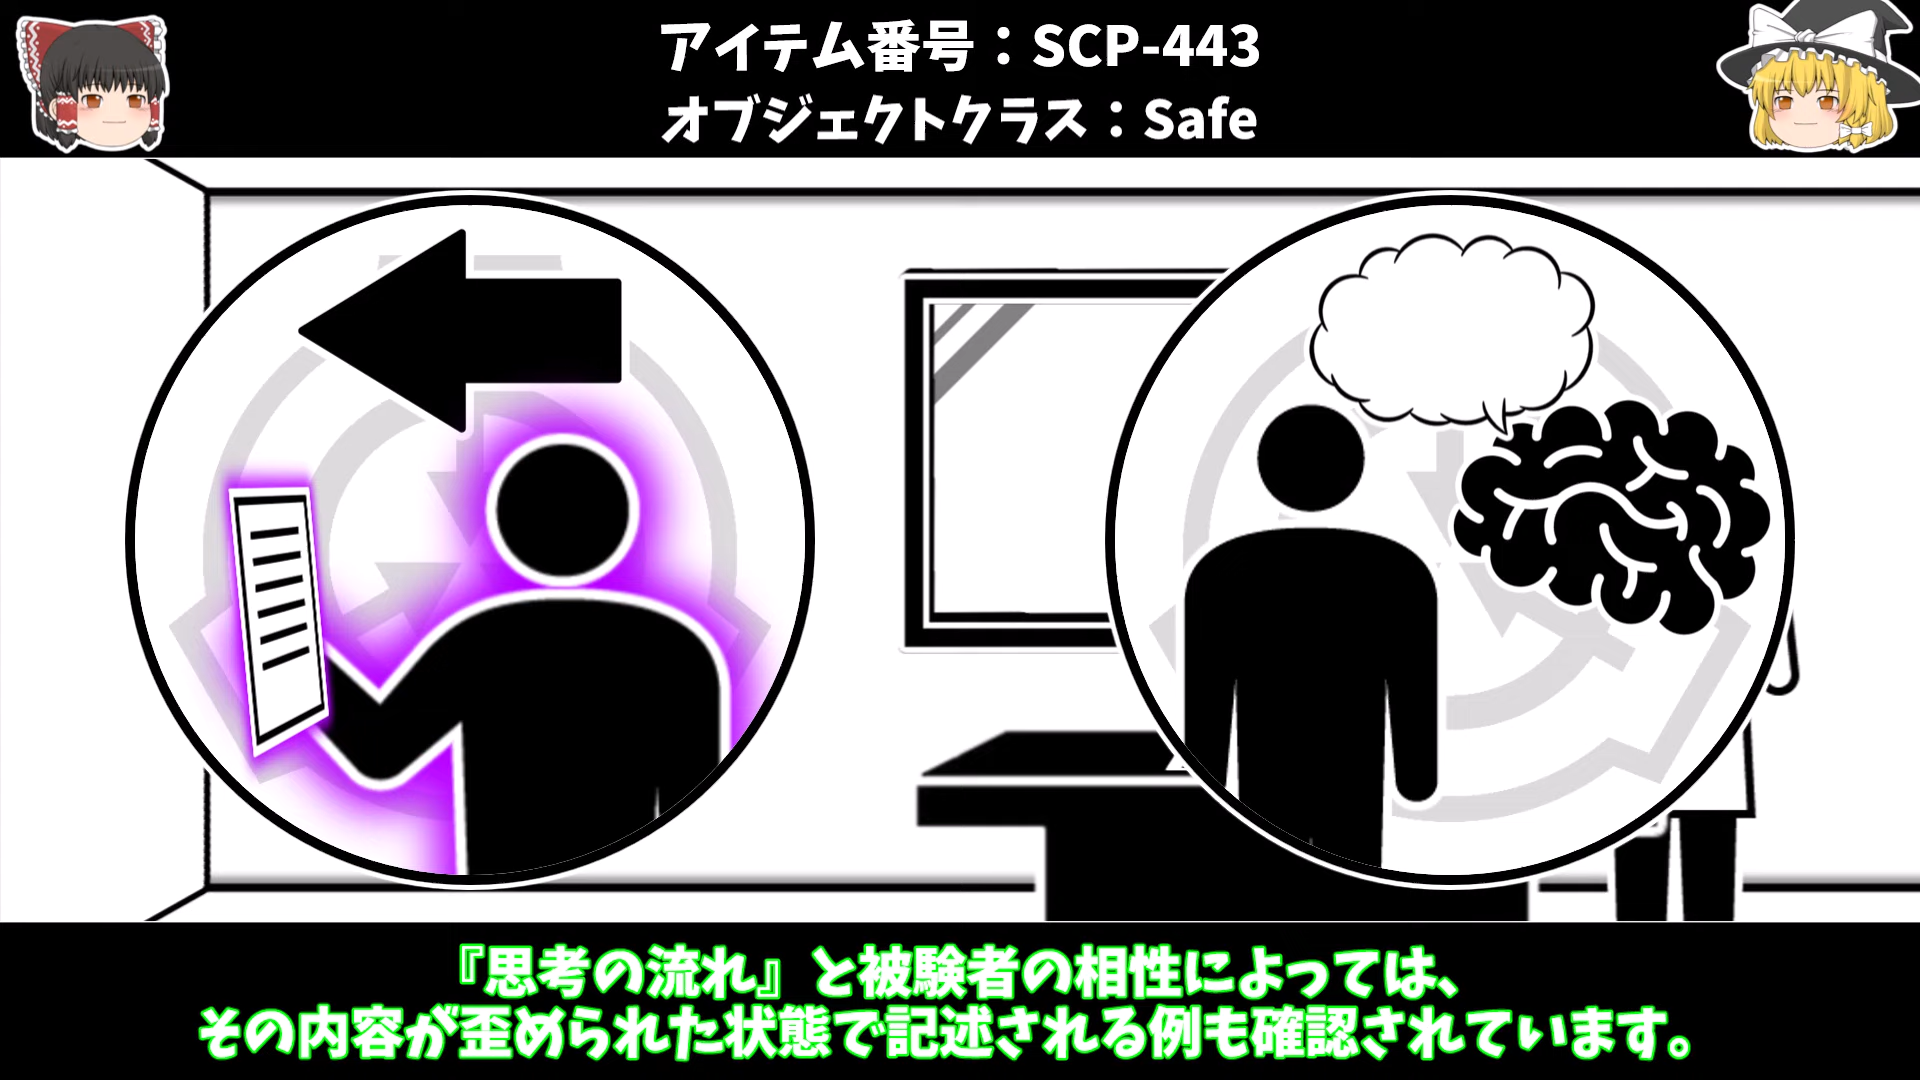 アイテム番号：SCP-443
オブジェクトクラス：Safe
『思考の流れ』と被験者の相性によっては、
その内容が歪められた状態で記述される例も確認されています。